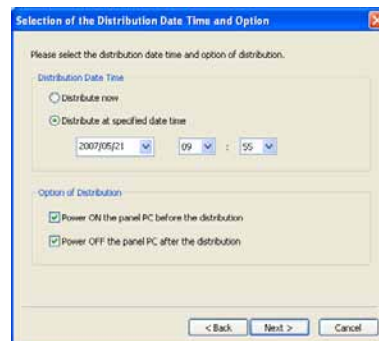 Selection of the Distribution Date Time and Option
Please select the distribution date time and option of distribution.
Distribution Date Time
Distribute now
Distribute at specified date time
2007/05/21 09 : 55
Option of Distribution
Power ON the panel PC before the distribution
Power OFF the panel PC after the distribution
< Back Next > Cancel